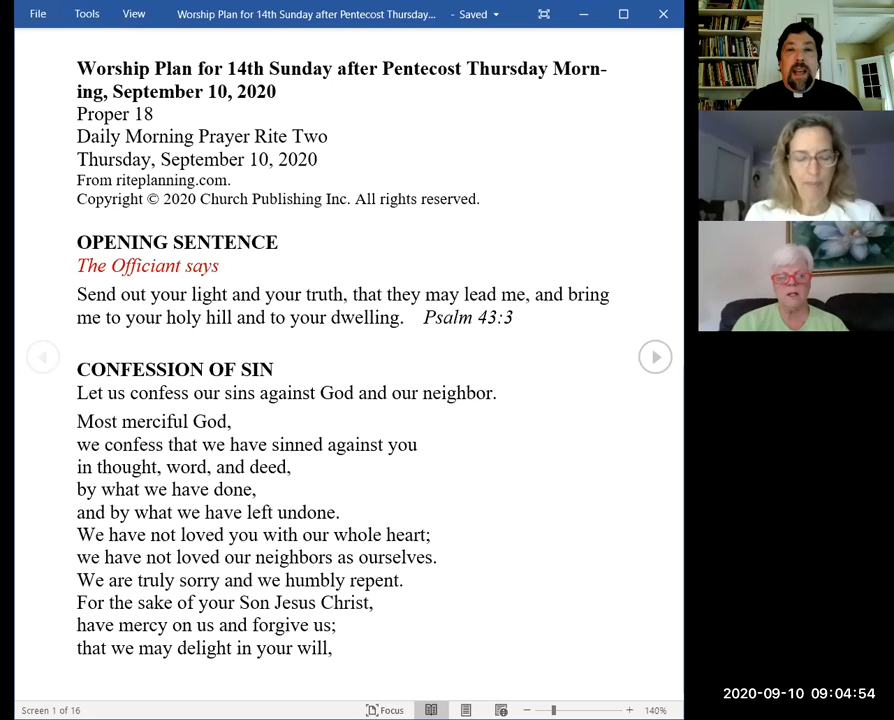 File Tools View Worship Plan for 14th Sunday after Pentecost Thursday... - Saved
Worship Plan for 14th Sunday after Pentecost Thursday Morn-
ing, September 10, 2020
Proper 18
Daily Morning Prayer Rite Two
Thursday, September 10, 2020
From riteplanning.com.
Copyright © 2020 Church Publishing Inc. All rights reserved.
OPENING SENTENCE
The Officiant says
Send out your light and your truth, that they may lead me, and bring
me to your holy hill and to your dwelling. Psalm 43:3
CONFESSION OF SIN
Let us confess our sins against God and our neighbor.
Most merciful God,
we confess that we have sinned against you
in thought, word, and deed,
by what we have done,
and by what we have left undone.
We have not loved you with our whole heart;
we have not loved our neighbors as ourselves.
We are truly sorry and we humbly repent.
For the sake of your Son Jesus Christ,
have mercy on us and forgive us;
that we may delight in your will,
Screen 1 of 16 Focus 140%
2020-09-10 09:04:54